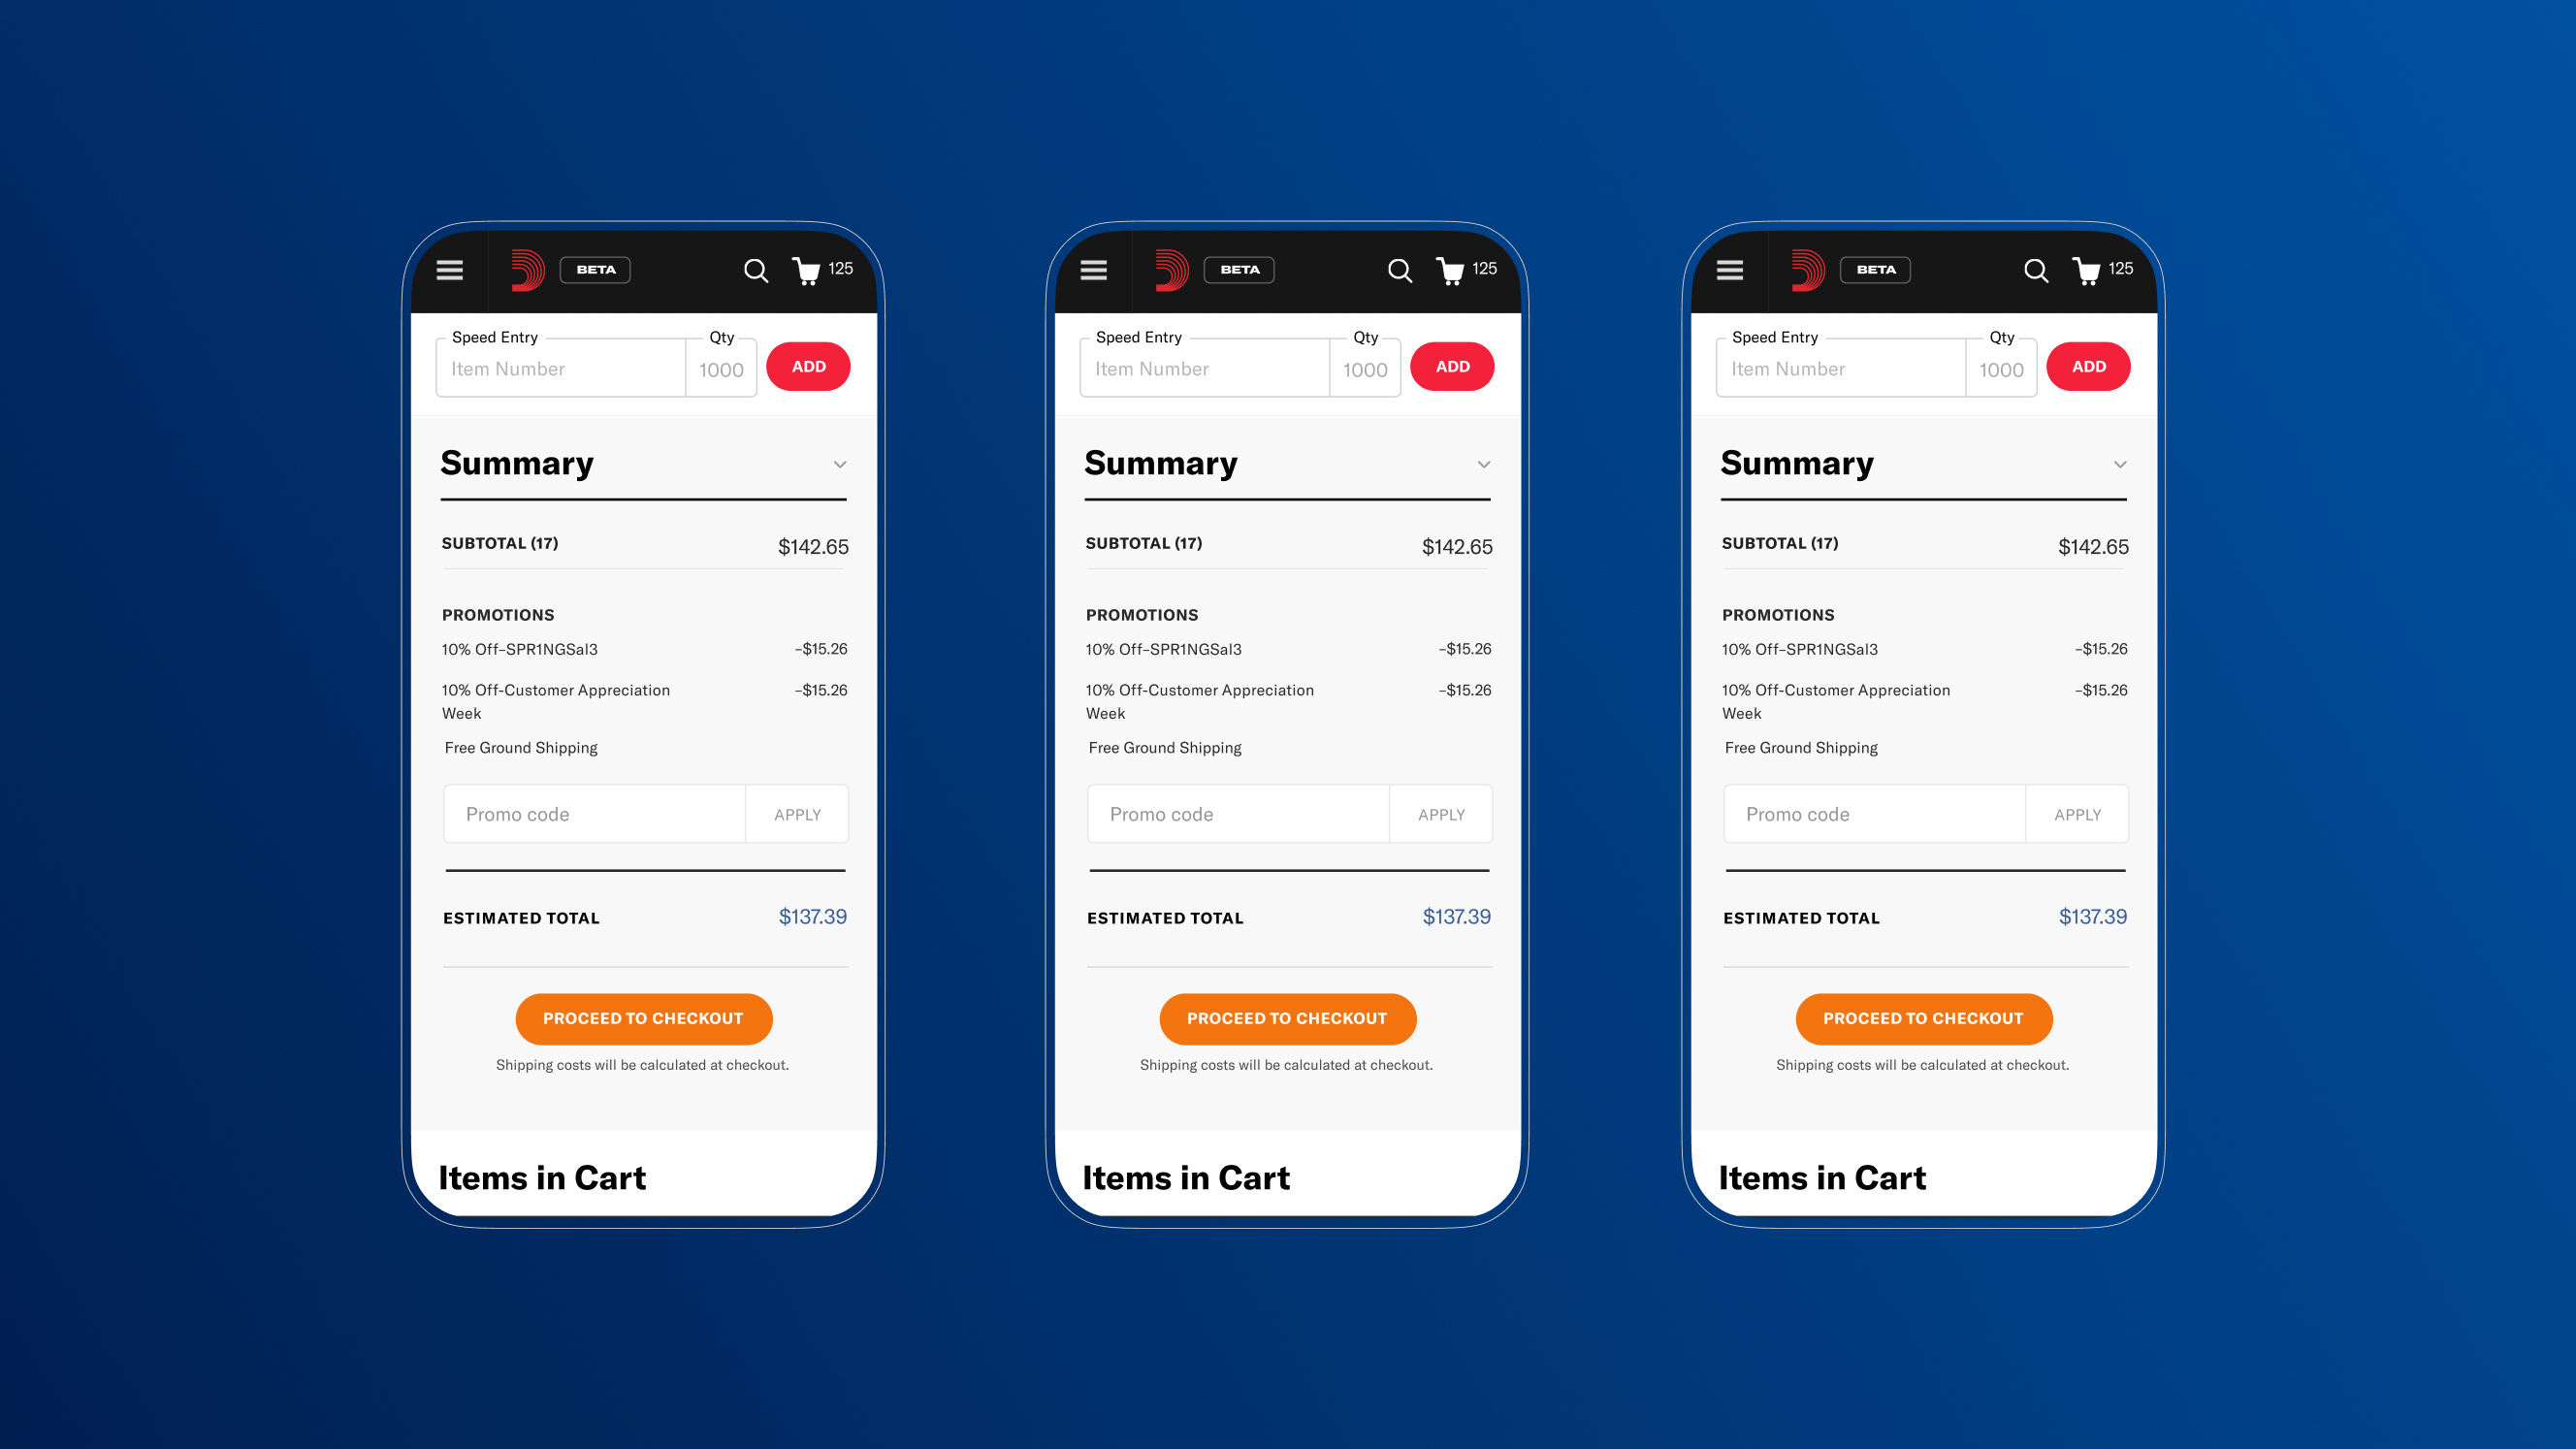 BETA
125
Speed Entry
Qty
Item Number
1000
ADD
Summary
SUBTOTAL (17)
$142.65
PROMOTIONS
10% Off–SPR1NGSal3
–$15.26
10% Off-Customer Appreciation
–$15.26
Week
Free Ground Shipping
Promo code
APPLY
ESTIMATED TOTAL
$137.39
PROCEED TO CHECKOUT
Shipping costs will be calculated at checkout.
Items in Cart
BETA
125
Speed Entry
Qty
Item Number
1000
ADD
Summary
SUBTOTAL (17)
$142.65
PROMOTIONS
10% Off–SPR1NGSal3
–$15.26
10% Off-Customer Appreciation
–$15.26
Week
Free Ground Shipping
Promo code
APPLY
ESTIMATED TOTAL
$137.39
PROCEED TO CHECKOUT
Shipping costs will be calculated at checkout.
Items in Cart
BETA
125
Speed Entry
Qty
Item Number
1000
ADD
Summary
SUBTOTAL (17)
$142.65
PROMOTIONS
10% Off–SPR1NGSal3
–$15.26
10% Off-Customer Appreciation
–$15.26
Week
Free Ground Shipping
Promo code
APPLY
ESTIMATED TOTAL
$137.39
PROCEED TO CHECKOUT
Shipping costs will be calculated at checkout.
Items in Cart